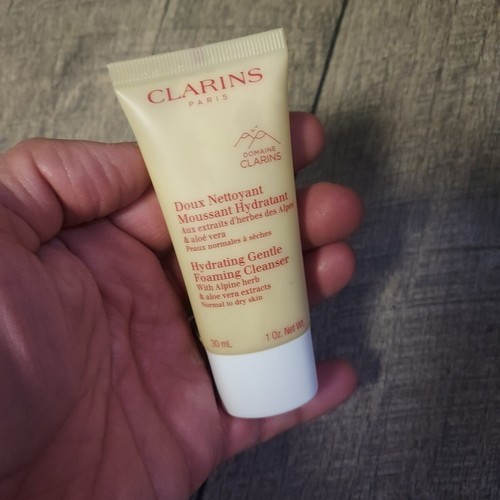 CLARINS
PARIS
DOMAINE
CLARINS
Doux Nettoyant
Moussant Hydratant
Aux extraits d'herbes des Alpes
& aloé vera
Peaux normales à sèches
Hydrating Gentle
Foaming Cleanser
With Alpine herb
& aloe vera extracts
Normal to dry skin
30 mL 1 Oz. Net Wt.